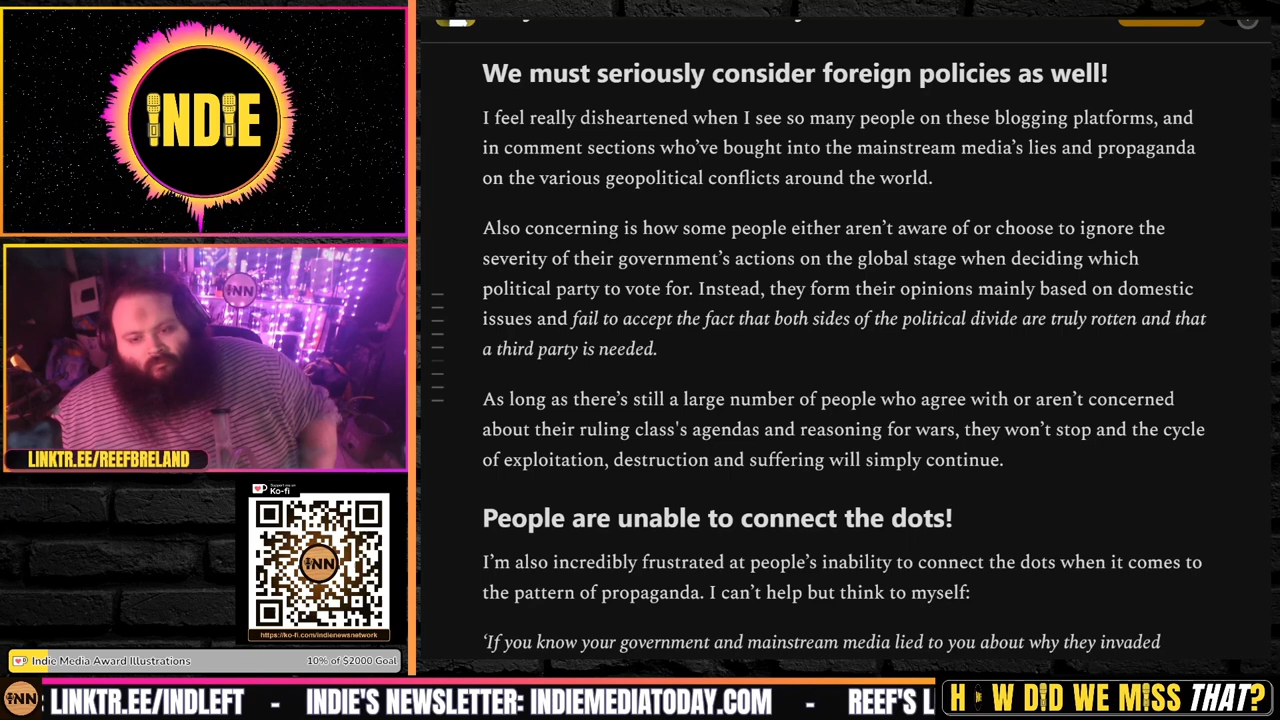 INDIE
INN
LINKTR.EE/REEFBRELAND
Ko-fi
INN
https://ko-fi.com/indienewsnetwork
Indie Media Award Illustrations
10% of $2000 Goal
We must seriously consider foreign policies as well!
I feel really disheartened when I see so many people on these blogging platforms, and
in comment sections who've bought into the mainstream media's lies and propaganda
on the various geopolitical conflicts around the world.
Also concerning is how some people either aren't aware of or choose to ignore the
severity of their government's actions on the global stage when deciding which
political party to vote for. Instead, they form their opinions mainly based on domestic
issues and fail to accept the fact that both sides of the political divide are truly rotten and that
a third party is needed.
As long as there's still a large number of people who agree with or aren't concerned
about their ruling class's agendas and reasoning for wars, they won't stop and the cycle
of exploitation, destruction and suffering will simply continue.
People are unable to connect the dots!
I'm also incredibly frustrated at people's inability to connect the dots when it comes to
the pattern of propaganda. I can't help but think to myself:
'If you know your government and mainstream media lied to you about why they invaded
INN
: LINKTR.EE/INDLEFT - INDIE'S NEWSLETTER: INDIEMEDIATODAY.COM - REEF'S L
HOW DID WE MISS THAT?